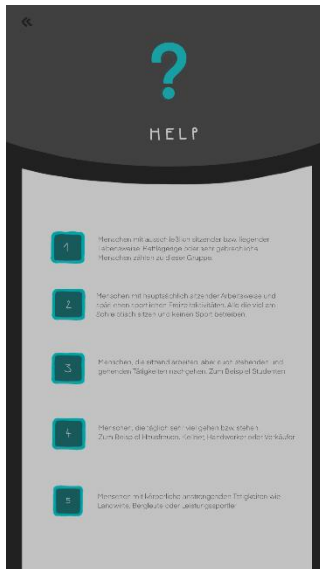 «
?
HELP
1
Menschen mit ausschließlich sitzender bzw. liegender
Lebensweise. Bettlägerige oder sehr gebrechliche
Menschen zählen zu dieser Gruppe
2
Menschen mit hauptsächlich sitzender Arbeitsweise und
sportlichen Freizeitaktivitäten. Alle die viel am
Schreibtisch sitzen und keinen Sport betreiben.
3
Menschen, die sitzend arbeiten, aber auch stehenden und
gehenden Tätigkeiten nachgehen. Zum Beispiel Studenten
4
Menschen, die täglich sehr viel gehen bzw. stehen.
Zum Beispiel Hausfrauen, Kellner, Handwerker oder Verkäufer
5
Menschen mit körperliche anstrengenden Tätigkeiten wie
Landwirte, Bergleute oder Leistungssportler